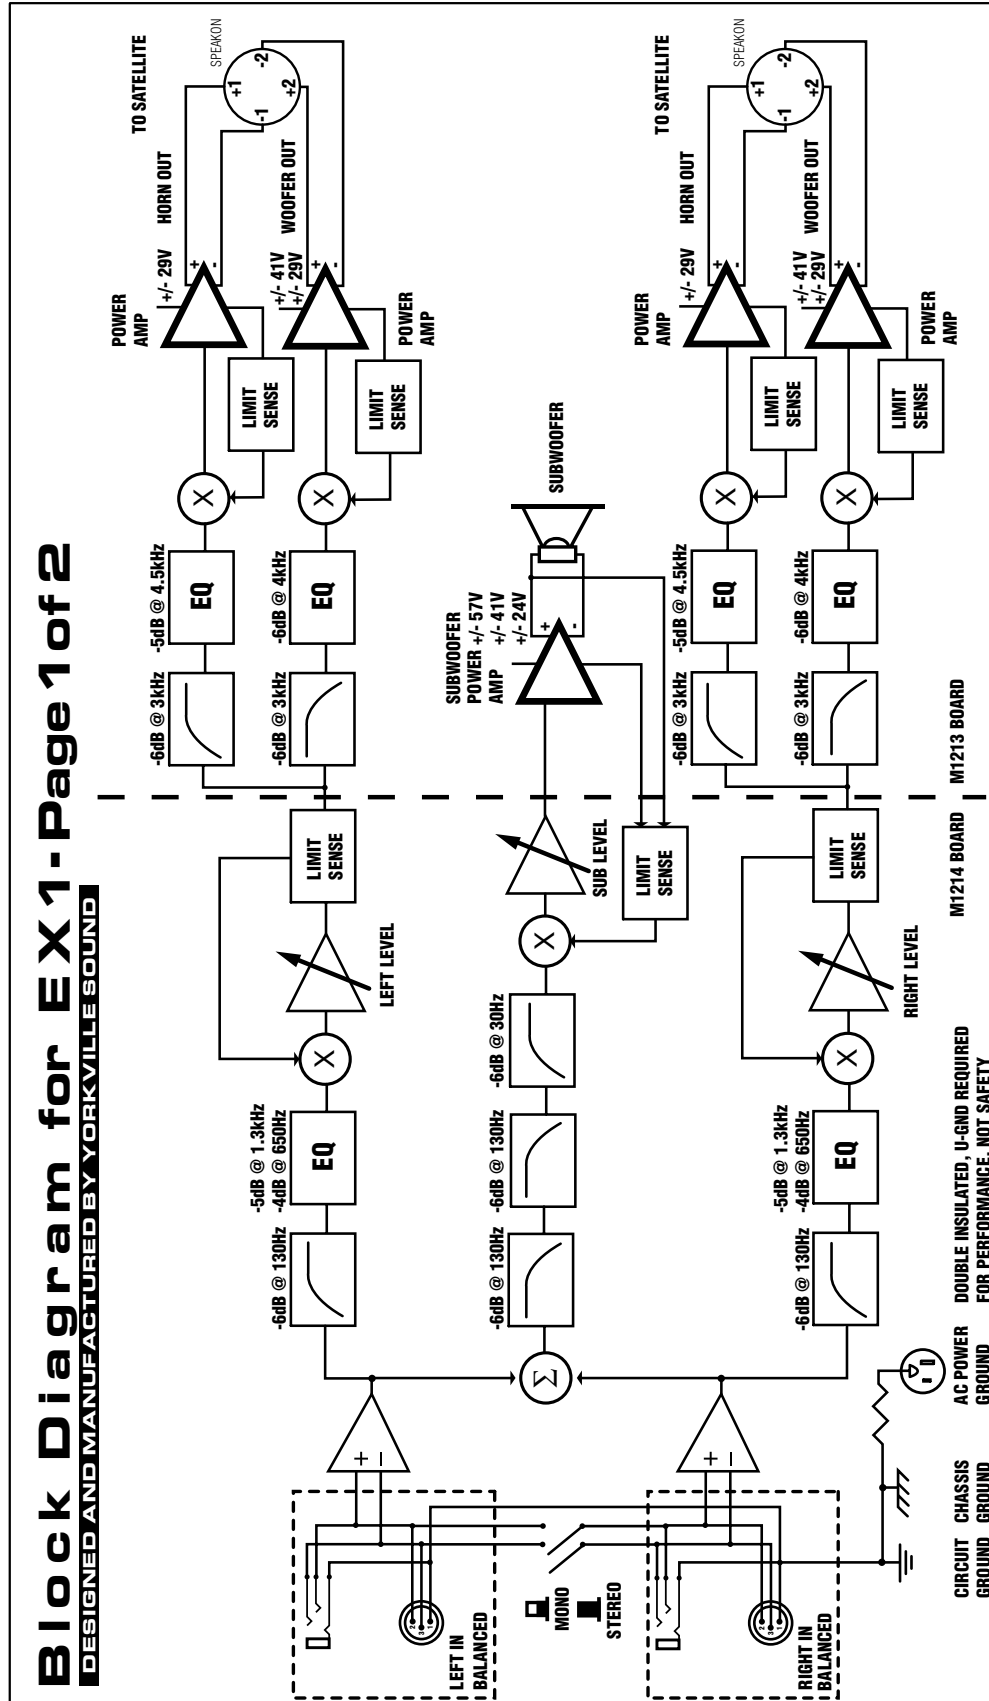 Block Diagram for EX1-Page 1 of 2
DESIGNED AND MANUFACTURED BY YORKVILLE SOUND
LEFT IN
BALANCED
2
3
1
+
−
-6dB @ 130Hz
-5dB @ 1.3kHz
-4dB @ 650Hz
EQ
X
LEFT LEVEL
LIMIT
SENSE
-6dB @ 3kHz
-5dB @ 4.5kHz
EQ
X
LIMIT
SENSE
POWER
AMP
+/- 29V
HORN OUT
+
-
-6dB @ 3kHz
-6dB @ 4kHz
EQ
X
LIMIT
SENSE
POWER
AMP
+/- 41V
+/- 29V
WOOFER OUT
+
-
TO SATELLITE
SPEAKON
+1
-1
+2
-2
MONO
STEREO
Σ
-6dB @ 130Hz
-6dB @ 130Hz
-6dB @ 30Hz
X
SUB LEVEL
LIMIT
SENSE
SUBWOOFER
POWER +/- 57V
AMP +/- 41V
+/- 24V
+
-
SUBWOOFER
RIGHT IN
BALANCED
2
3
1
+
−
-6dB @ 130Hz
-5dB @ 1.3kHz
-4dB @ 650Hz
EQ
X
RIGHT LEVEL
LIMIT
SENSE
-6dB @ 3kHz
-5dB @ 4.5kHz
EQ
X
LIMIT
SENSE
POWER
AMP
+/- 29V
HORN OUT
+
-
-6dB @ 3kHz
-6dB @ 4kHz
EQ
X
LIMIT
SENSE
POWER
AMP
+/- 41V
+/- 29V
WOOFER OUT
+
-
TO SATELLITE
SPEAKON
+1
-1
+2
-2
M1214 BOARD
M1213 BOARD
CIRCUIT
GROUND
CHASSIS
GROUND
AC POWER
GROUND
DOUBLE INSULATED, U-GND REQUIRED
FOR PERFORMANCE, NOT SAFETY